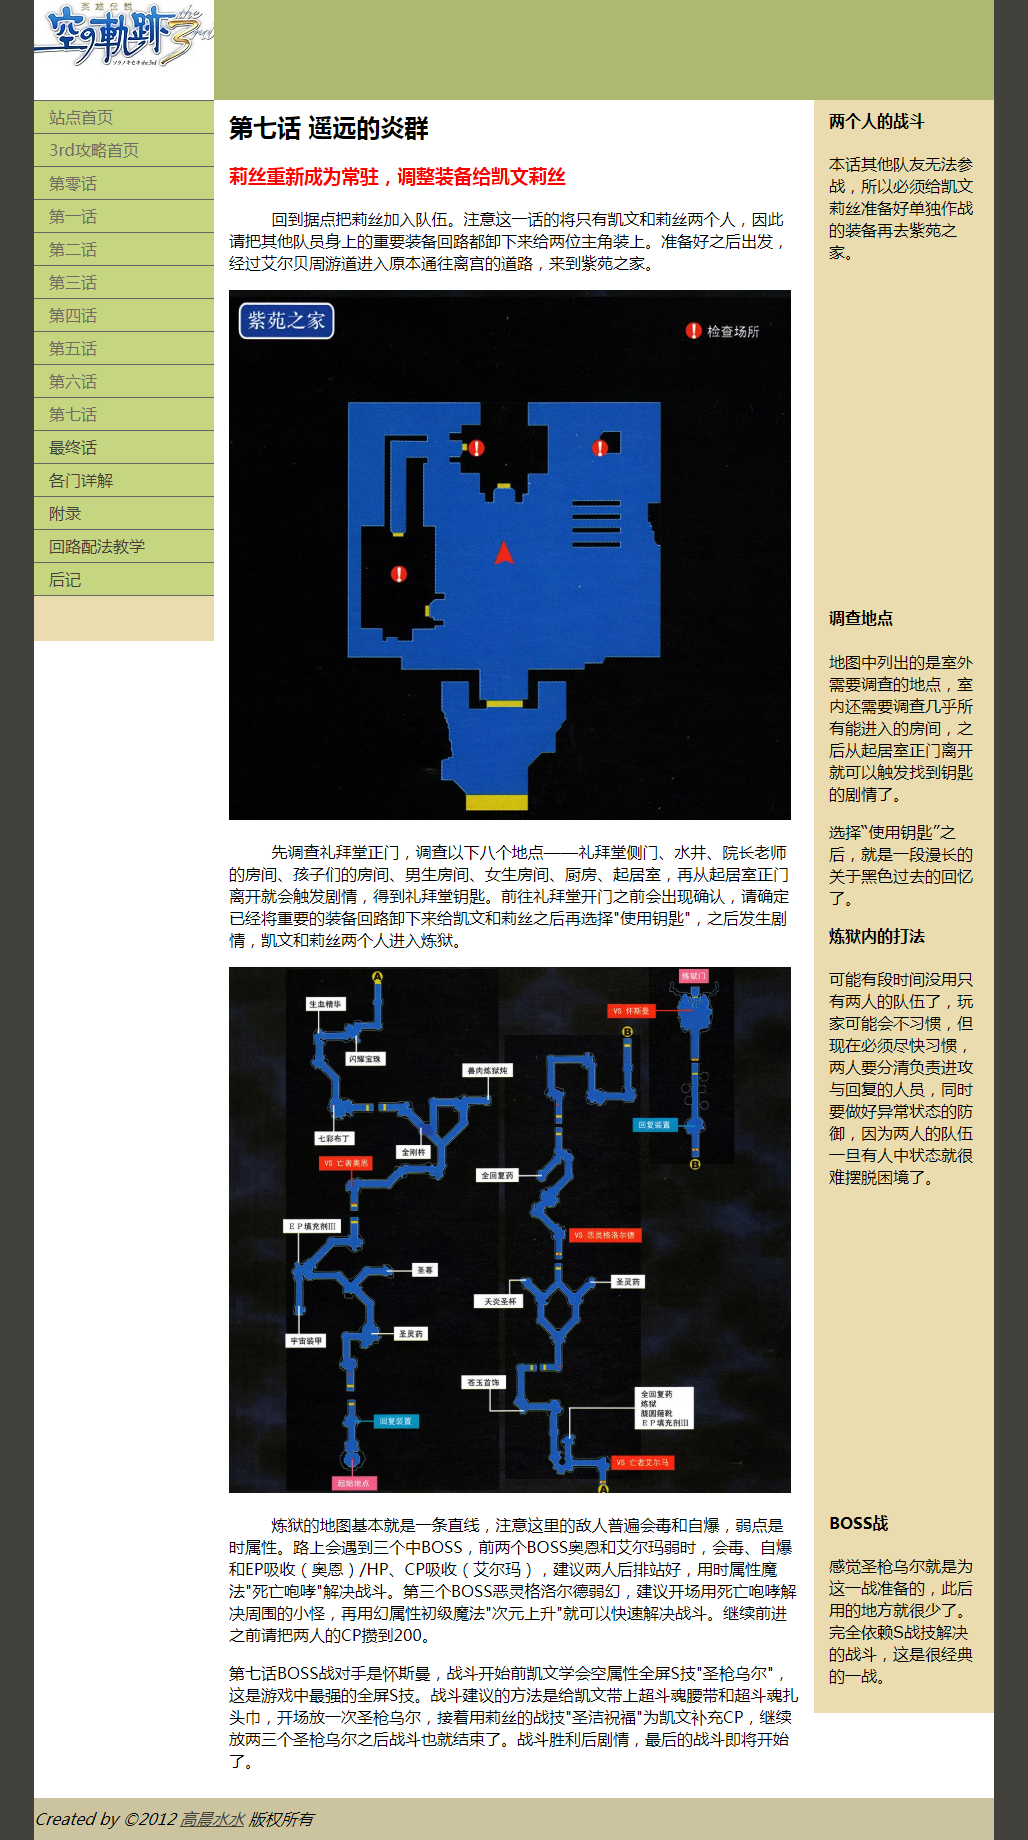 英雄伝説
空の軌跡 the 3rd
ソラノキセキ the 3rd
站点首页
3rd攻略首页
第零话
第一话
第二话
第三话
第四话
第五话
第六话
第七话
最终话
各门详解
附录
回路配法教学
后记
第七话 遥远的炎群
莉丝重新成为常驻，调整装备给凯文莉丝
回到据点把莉丝加入队伍。注意这一话的将只有凯文和莉丝两个人，因此
请把其他队员身上的重要装备回路都卸下来给两位主角装上。准备好之后出发，
经过艾尔贝周游道进入原本通往离宫的道路，来到紫苑之家。
紫苑之家
检查场所
先调查礼拜堂正门，调查以下八个地点——礼拜堂侧门、水井、院长老师
的房间、孩子们的房间、男生房间、女生房间、厨房、起居室，再从起居室正门
离开就会触发剧情，得到礼拜堂钥匙。前往礼拜堂开门之前会出现确认，请确定
已经将重要的装备回路卸下来给凯文和莉丝之后再选择"使用钥匙"，之后发生剧
情，凯文和莉丝两个人进入炼狱。
A
生血精华
闪耀宝珠
兽肉炼狱炖
七彩布丁
金刚杵
VS 亡者奥恩
EP填充剂III
圣幕
圣灵药
宇宙装甲
回复装置
起始地点
炼狱门
VS 怀斯曼
B
回复装置
B
全回复药
VS 恶灵格洛尔德
圣灵药
天炎圣杯
苍玉首饰
全回复药
炼狱
EP填充剂III
VS 亡者艾尔马
A
炼狱的地图基本就是一条直线，注意这里的敌人普遍会毒和自爆，弱点是
时属性。路上会遇到三个中BOSS，前两个BOSS奥恩和艾尔玛弱时，会毒、自爆
和EP吸收（奥恩）/HP、CP吸收（艾尔玛），建议两人后排站好，用时属性魔
法"死亡咆哮"解决战斗。第三个BOSS恶灵格洛尔德弱幻，建议开场用死亡咆哮解
决周围的小怪，再用幻属性初级魔法"次元上升"就可以快速解决战斗。继续前进
之前请把两人的CP攒到200。
第七话BOSS战对手是怀斯曼，战斗开始前凯文学会空属性全屏S技"圣枪乌尔"，
这是游戏中最强的全屏S技。战斗建议的方法是给凯文带上超斗魂腰带和超斗魂扎
头巾，开场放一次圣枪乌尔，接着用莉丝的战技"圣洁祝福"为凯文补充CP，继续
放两三个圣枪乌尔之后战斗也就结束了。战斗胜利后剧情，最后的战斗即将开始
了。
两个人的战斗
本话其他队友无法参
战，所以必须给凯文
莉丝准备好单独作战
的装备再去紫苑之
家。
调查地点
地图中列出的是室外
需要调查的地点，室
内还需要调查几乎所
有能进入的房间，之
后从起居室正门离开
就可以触发找到钥匙
的剧情了。
选择“使用钥匙”之
后，就是一段漫长的
关于黑色过去的回忆
了。
炼狱内的打法
可能有段时间没用只
有两人的队伍了，玩
家可能会不习惯，但
现在必须尽快习惯，
两人要分清负责进攻
与回复的人员，同时
要做好异常状态的防
御，因为两人的队伍
一旦有人中状态就很
难摆脱困境了。
BOSS战
感觉圣枪乌尔就是为
这一战准备的，此后
用的地方就很少了。
完全依赖S战技解决
的战斗，这是很经典
的一战。
Created by ©2012 高晨水水 版权所有